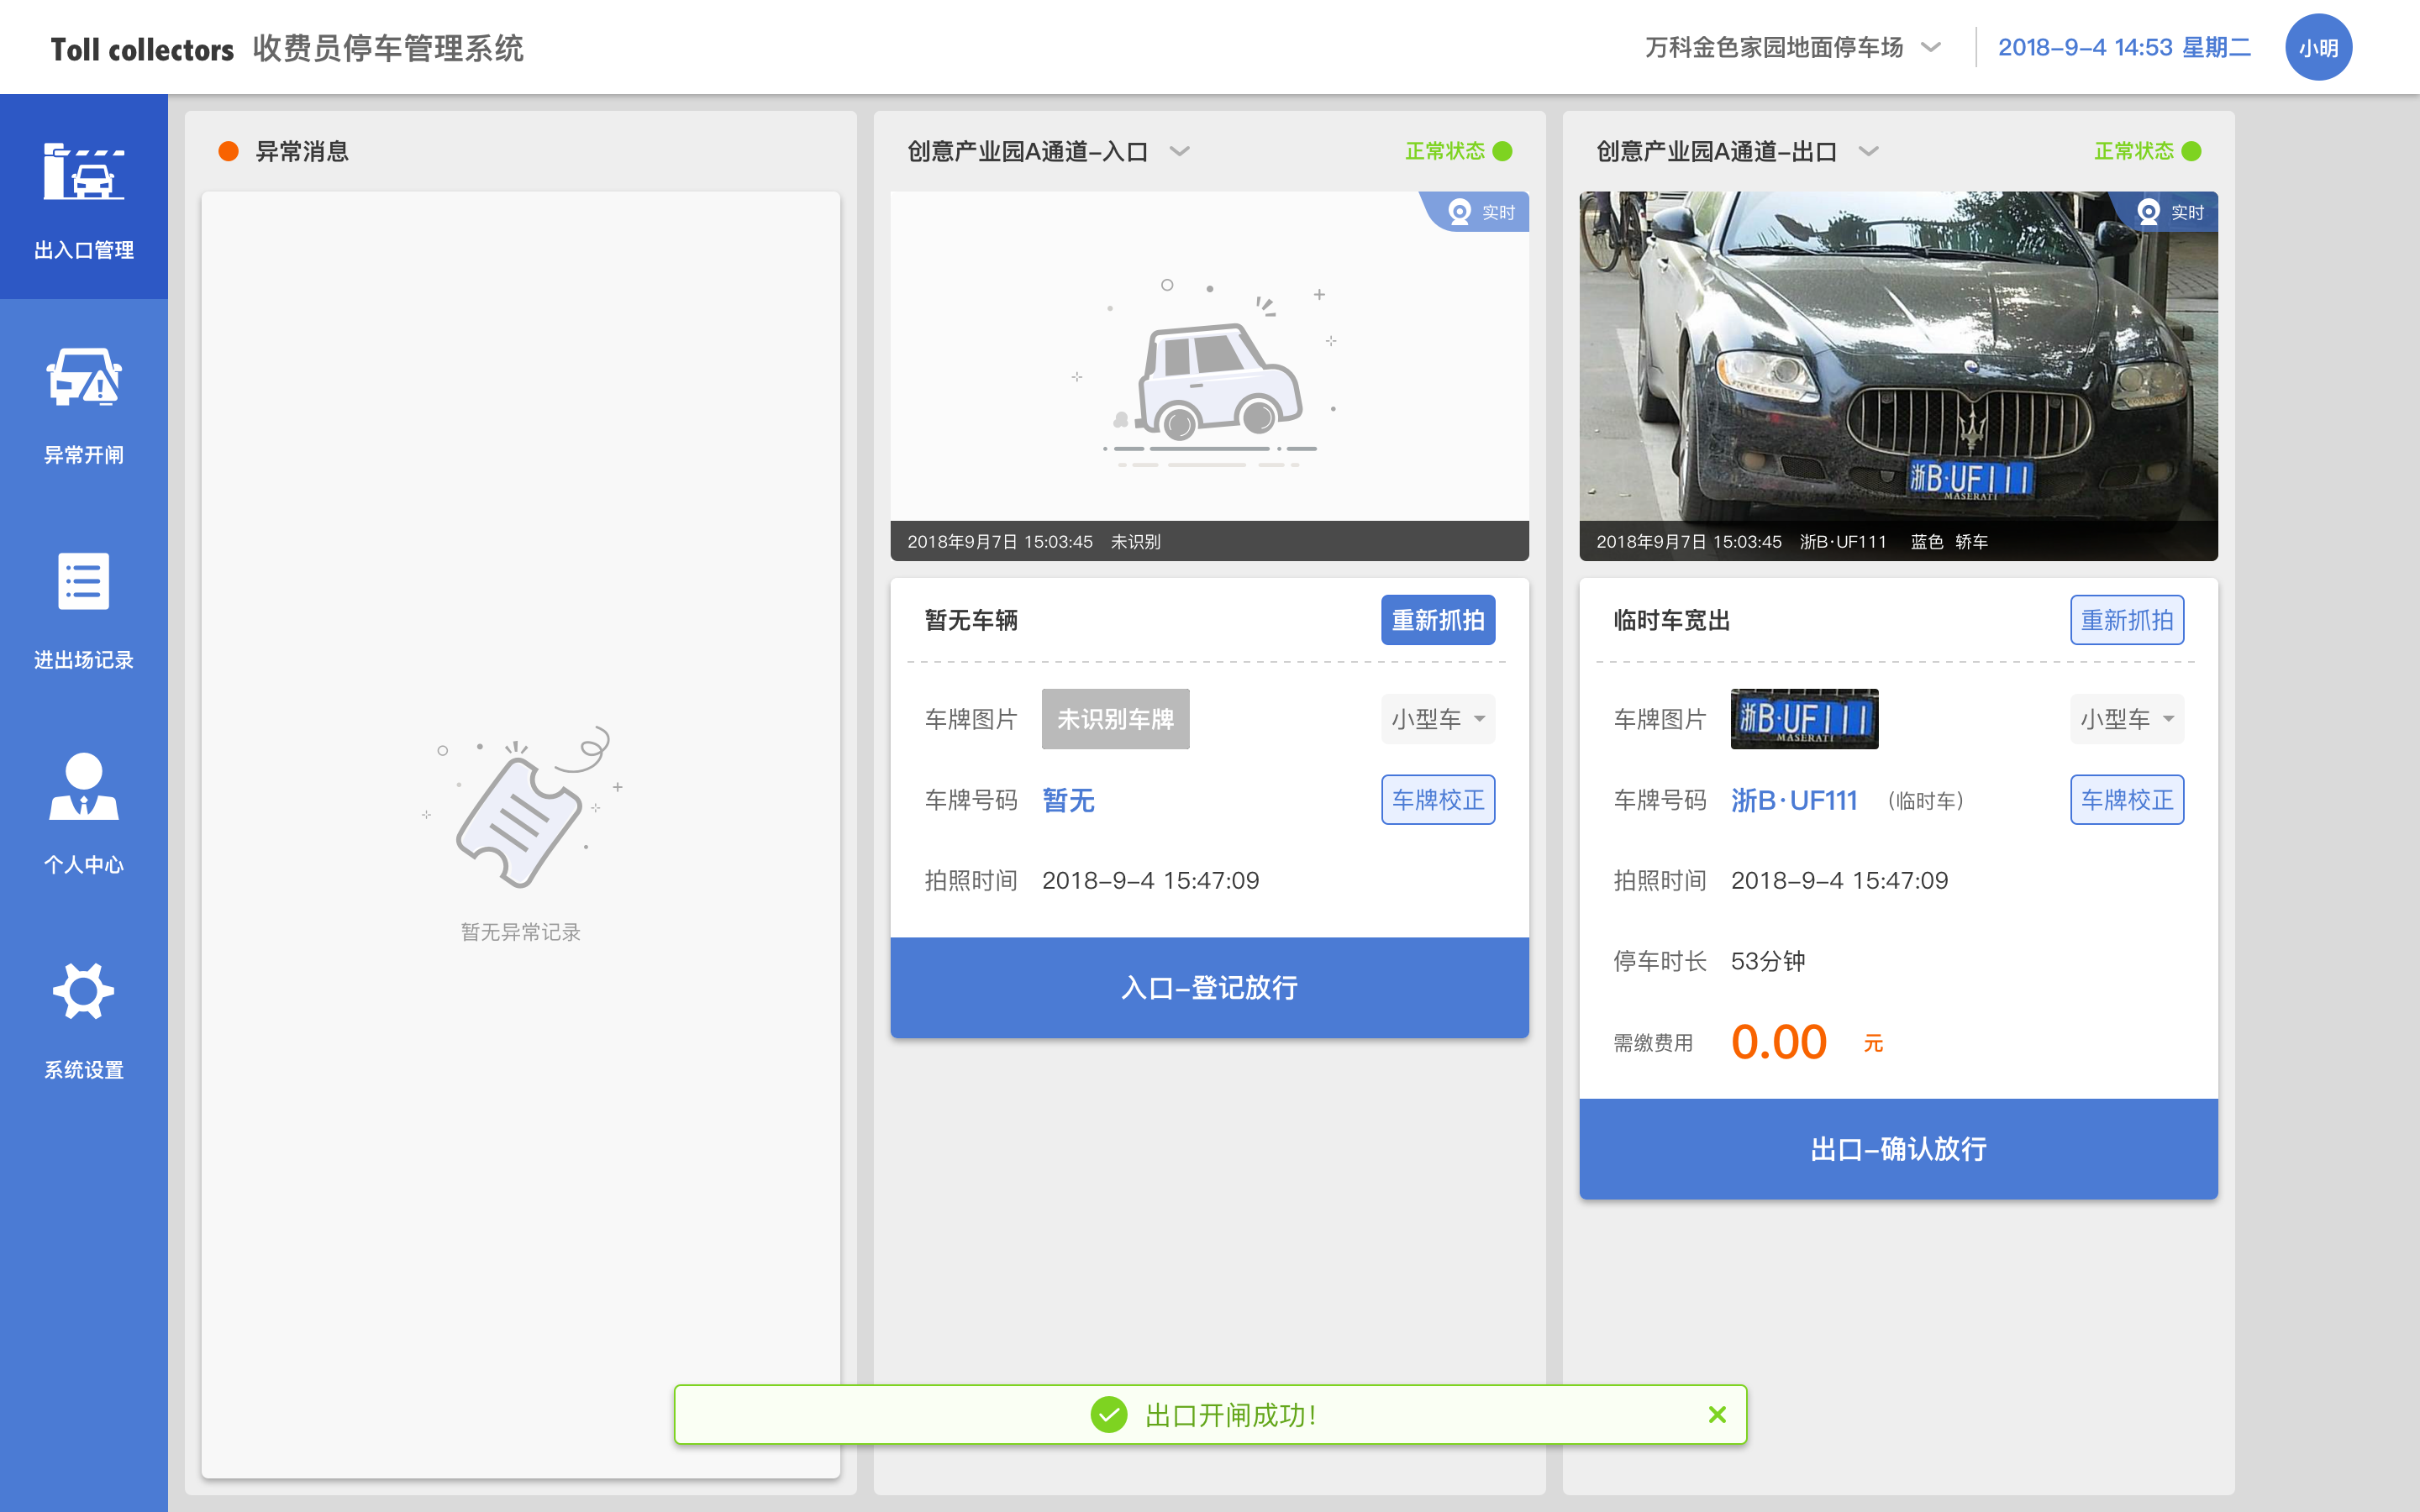 Toll collectors 收费员停车管理系统
万科金色家园地面停车场
2018-9-4 14:53 星期二
小明
出入口管理
异常开闸
进出场记录
个人中心
系统设置
异常消息
暂无异常记录
创意产业园A通道-入口
正常状态
实时
2018年9月7日 15:03:45 未识别
暂无车辆
重新抓拍
车牌图片 未识别车牌 小型车
车牌号码 暂无 车牌校正
拍照时间 2018-9-4 15:47:09
入口-登记放行
创意产业园A通道-出口
正常状态
实时
浙B·UF111
MASERATI
2018年9月7日 15:03:45 浙B·UF111 蓝色 轿车
临时车宽出
重新抓拍
车牌图片 浙B·UF111 小型车
MASERATI
车牌号码 浙B·UF111 (临时车) 车牌校正
拍照时间 2018-9-4 15:47:09
停车时长 53分钟
需缴费用 0.00 元
出口-确认放行
出口开闸成功!